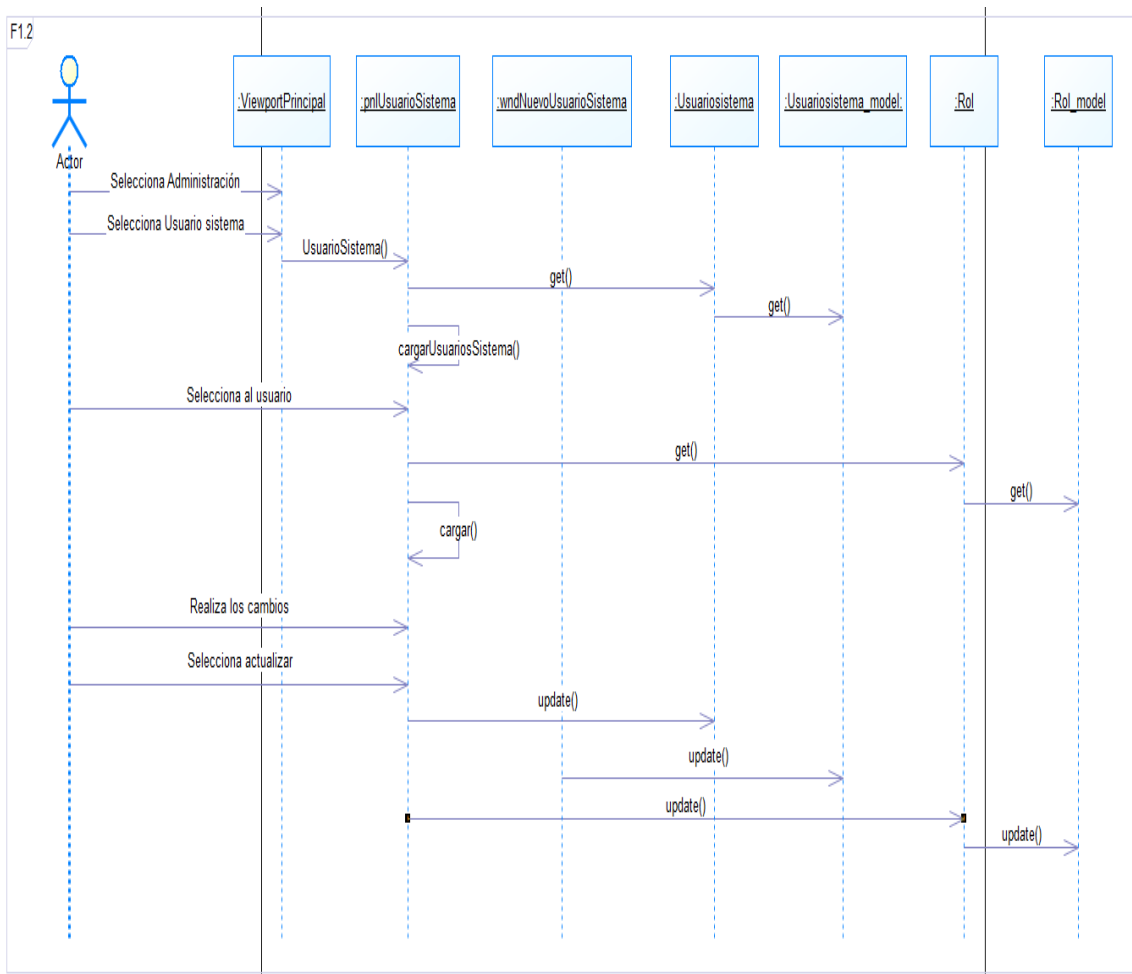 F1.2
:ViewportPrincipal
:pnlUsuarioSistema
:wndNuevoUsuarioSistema
:Usuariosistema
:Usuariosistema_model:
:Rol
:Rol_model
Actor
Selecciona Administración
Selecciona Usuario sistema
UsuarioSistema()
get()
get()
cargarUsuariosSistema()
Selecciona al usuario
get()
get()
cargar()
Realiza los cambios
Selecciona actualizar
update()
update()
update()
update()